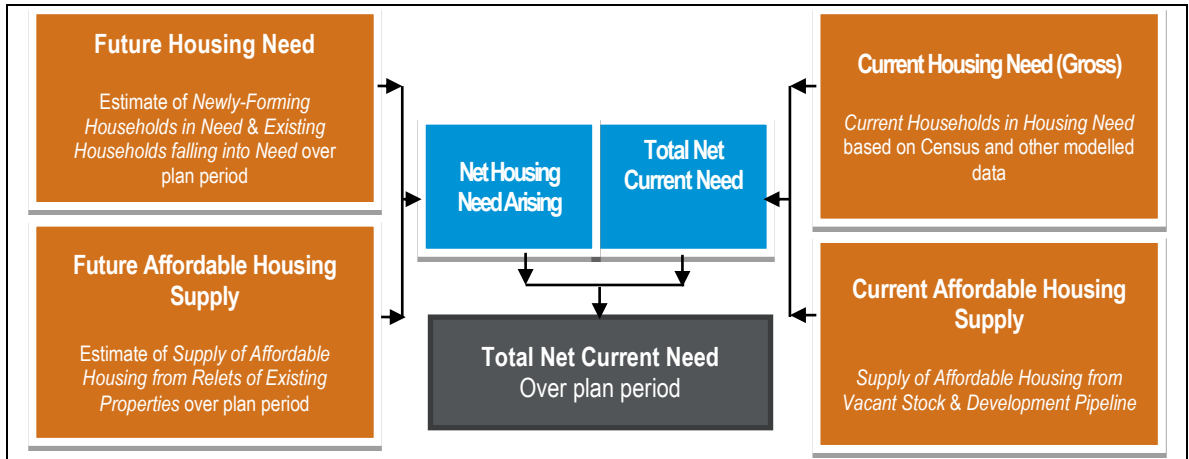 Future Housing Need
Estimate of Newly-Forming
Households in Need & Existing
Households falling into Need over
plan period
Future Affordable Housing
Supply
Estimate of Supply of Affordable
Housing from Relets of Existing
Properties over plan period
Net Housing
Need Arising
Total Net
Current Need
Total Net Current Need
Over plan period
Current Housing Need (Gross)
Current Households in Housing Need
based on Census and other modelled
data
Current Affordable Housing
Supply
Supply of Affordable Housing from
Vacant Stock & Development Pipeline